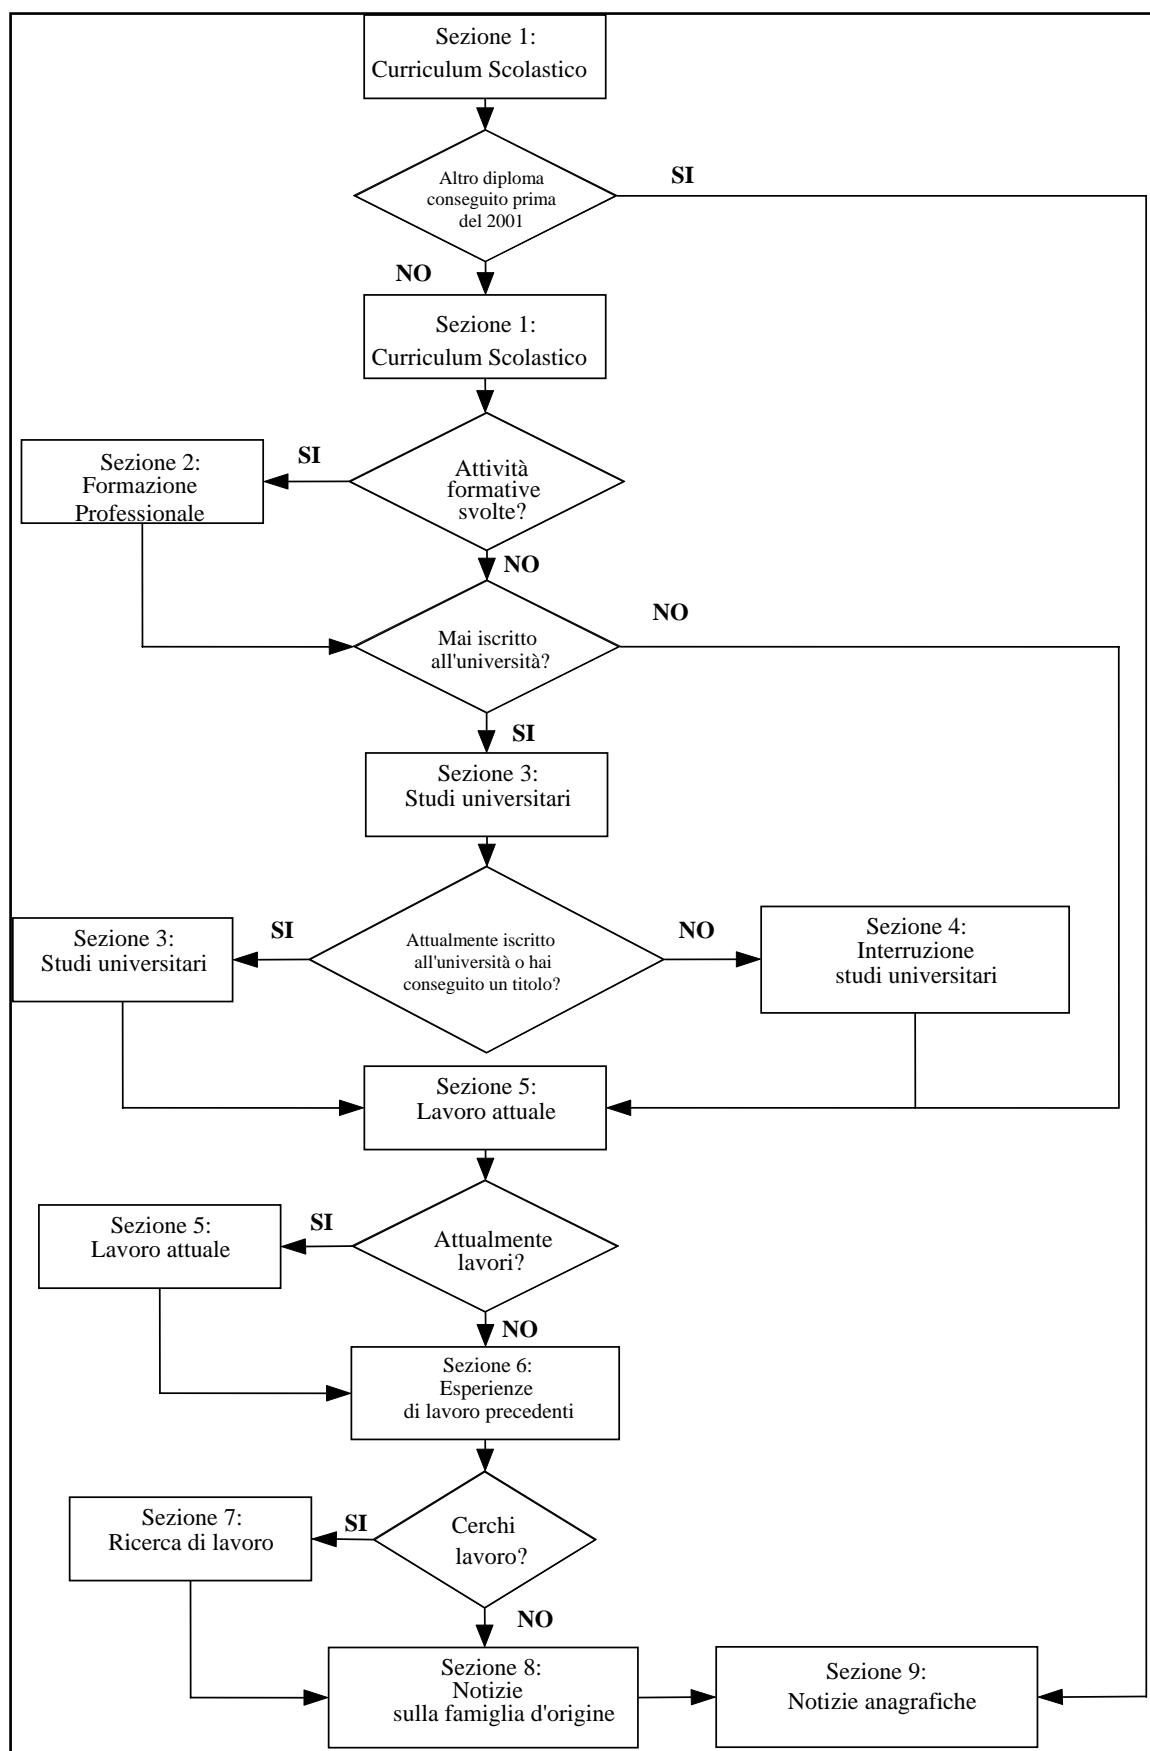 Sezione 1:
Curriculum Scolastico
Altro diploma
conseguito prima
del 2001
SI
NO
Sezione 1:
Curriculum Scolastico
Attività
formative
svolte?
SI
Sezione 2:
Formazione
Professionale
NO
Mai iscritto
all'università?
NO
SI
Sezione 3:
Studi universitari
Attualmente iscritto
all'università o hai
conseguito un titolo?
SI
Sezione 3:
Studi universitari
NO
Sezione 4:
Interruzione
studi universitari
Sezione 5:
Lavoro attuale
Attualmente
lavori?
SI
Sezione 5:
Lavoro attuale
NO
Sezione 6:
Esperienze
di lavoro precedenti
Cerchi
lavoro?
SI
Sezione 7:
Ricerca di lavoro
NO
Sezione 8:
Notizie
sulla famiglia d'origine
Sezione 9:
Notizie anagrafiche